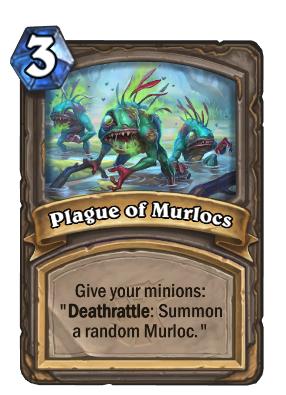 3
Plague of Murlocs
Give your minions:
"Deathrattle: Summon
a random Murloc. "